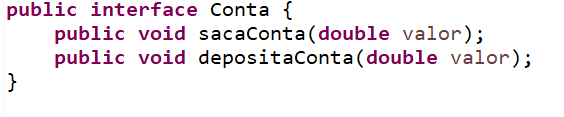 public interface Conta {
    public void sacaConta(double valor);
    public void depositaConta(double valor);
}